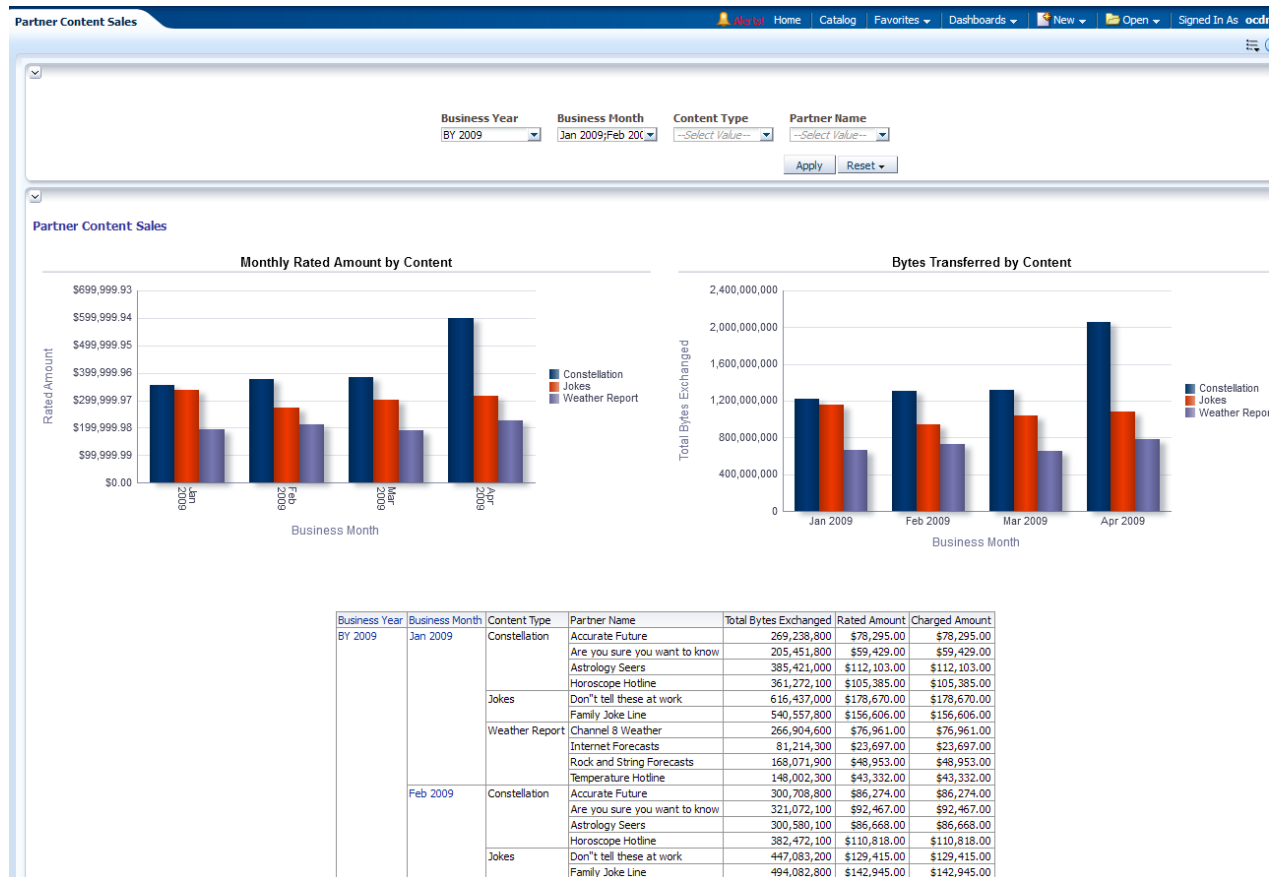 Partner Content Sales
Alerts! Home Catalog Favorites Dashboards New Open Signed In As ocdr
Business Year Business Month Content Type Partner Name
BY 2009 Jan 2009;Feb 200 --Select Value-- --Select Value--
Apply Reset
Partner Content Sales
Monthly Rated Amount by Content
$699,999.93
$599,999.94
$499,999.95
$399,999.96
$299,999.97
$199,999.98
$99,999.99
$0.00
Rated Amount
Jan 2009
Feb 2009
Mar 2009
Apr 2009
Business Month
Constellation
Jokes
Weather Report
Bytes Transferred by Content
2,400,000,000
2,000,000,000
1,600,000,000
1,200,000,000
800,000,000
400,000,000
0
Total Bytes Exchanged
Jan 2009 Feb 2009 Mar 2009 Apr 2009
Business Month
Constellation
Jokes
Weather Repor
Business Year Business Month Content Type Partner Name Total Bytes Exchanged Rated Amount Charged Amount
BY 2009 Jan 2009 Constellation Accurate Future 269,238,800 $78,295.00 $78,295.00
Are you sure you want to know 205,451,800 $59,429.00 $59,429.00
Astrology Seers 385,421,000 $112,103.00 $112,103.00
Horoscope Hotline 361,272,100 $105,385.00 $105,385.00
Jokes Don"t tell these at work 616,437,000 $178,670.00 $178,670.00
Family Joke Line 540,557,800 $156,606.00 $156,606.00
Weather Report Channel 8 Weather 266,904,600 $76,961.00 $76,961.00
Internet Forecasts 81,214,300 $23,697.00 $23,697.00
Rock and String Forecasts 168,071,900 $48,953.00 $48,953.00
Temperature Hotline 148,002,300 $43,332.00 $43,332.00
Feb 2009 Constellation Accurate Future 300,708,800 $86,274.00 $86,274.00
Are you sure you want to know 321,072,100 $92,467.00 $92,467.00
Astrology Seers 300,580,100 $86,668.00 $86,668.00
Horoscope Hotline 382,472,100 $110,818.00 $110,818.00
Jokes Don"t tell these at work 447,083,200 $129,415.00 $129,415.00
Family Joke Line 494,082,800 $142,945.00 $142,945.00